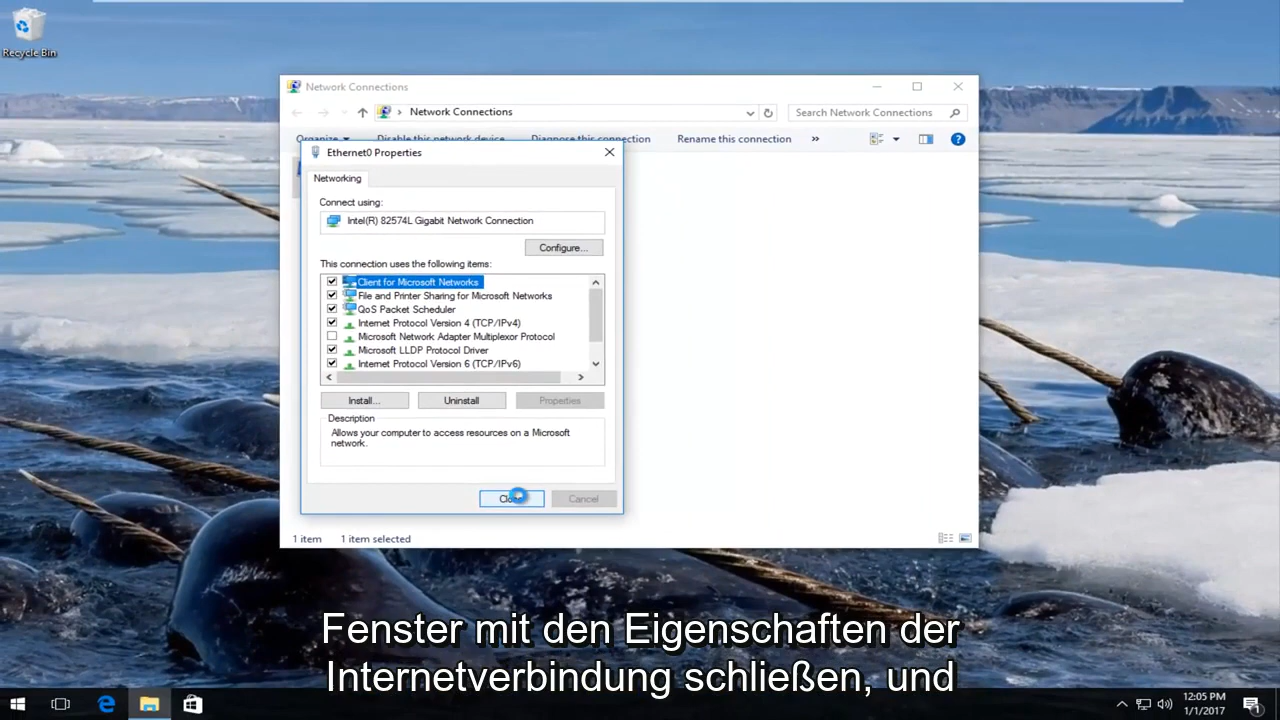 Recycle Bin
Network Connections
Network Connections
Search Network Connections
Organize
Disable this network device
Diagnose this connection
Rename this connection
»
Ethernet0 Properties
Networking
Connect using:
Intel(R) 82574L Gigabit Network Connection
Configure...
This connection uses the following items:
Client for Microsoft Networks
File and Printer Sharing for Microsoft Networks
QoS Packet Scheduler
Internet Protocol Version 4 (TCP/IPv4)
Microsoft Network Adapter Multiplexor Protocol
Microsoft LLDP Protocol Driver
Internet Protocol Version 6 (TCP/IPv6)
Install...
Uninstall
Properties
Description
Allows your computer to access resources on a Microsoft
network.
Close
Cancel
1 item
1 item selected
Fenster mit den Eigenschaften der
Internetverbindung schließen, und
12:05 PM
1/1/2017